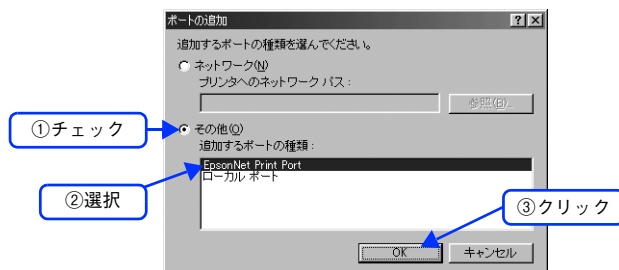 ポートの追加
追加するポートの種類を選んでください。
ネットワーク(N)
プリンタへのネットワーク パス:
参照(B)...
①チェック
その他(O)
追加するポートの種類:
EpsonNet Print Port
ローカル ポート
②選択
③クリック
OK
キャンセル